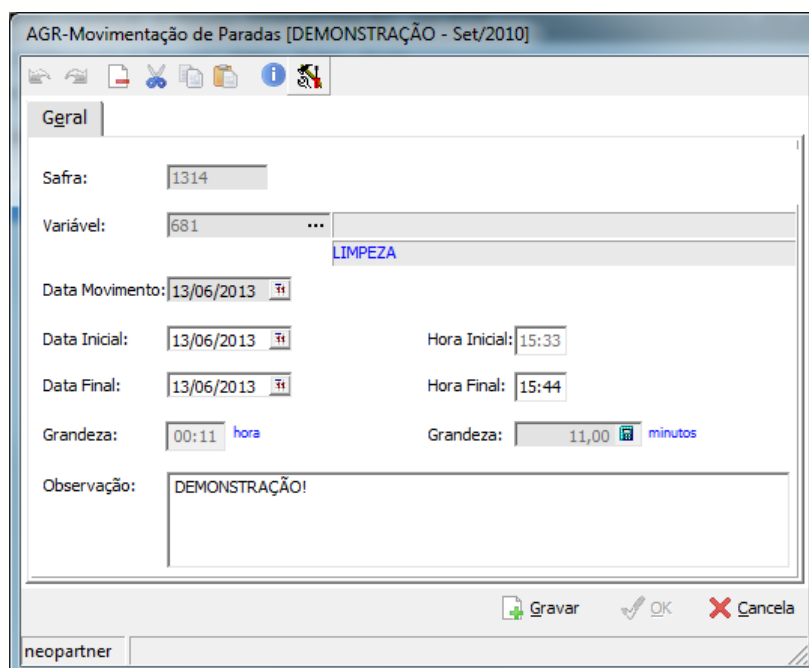 AGR-Movimentação de Paradas [DEMONSTRAÇÃO - Set/2010]
Geral
Safra: 1314
Variável: 681 ...
LIMPEZA
Data Movimento: 13/06/2013
Data Inicial: 13/06/2013 Hora Inicial: 15:33
Data Final: 13/06/2013 Hora Final: 15:44
Grandeza: 00:11 hora Grandeza: 11,00 minutos
Observação: DEMONSTRAÇÃO!
Gravar OK Cancela
neopartner